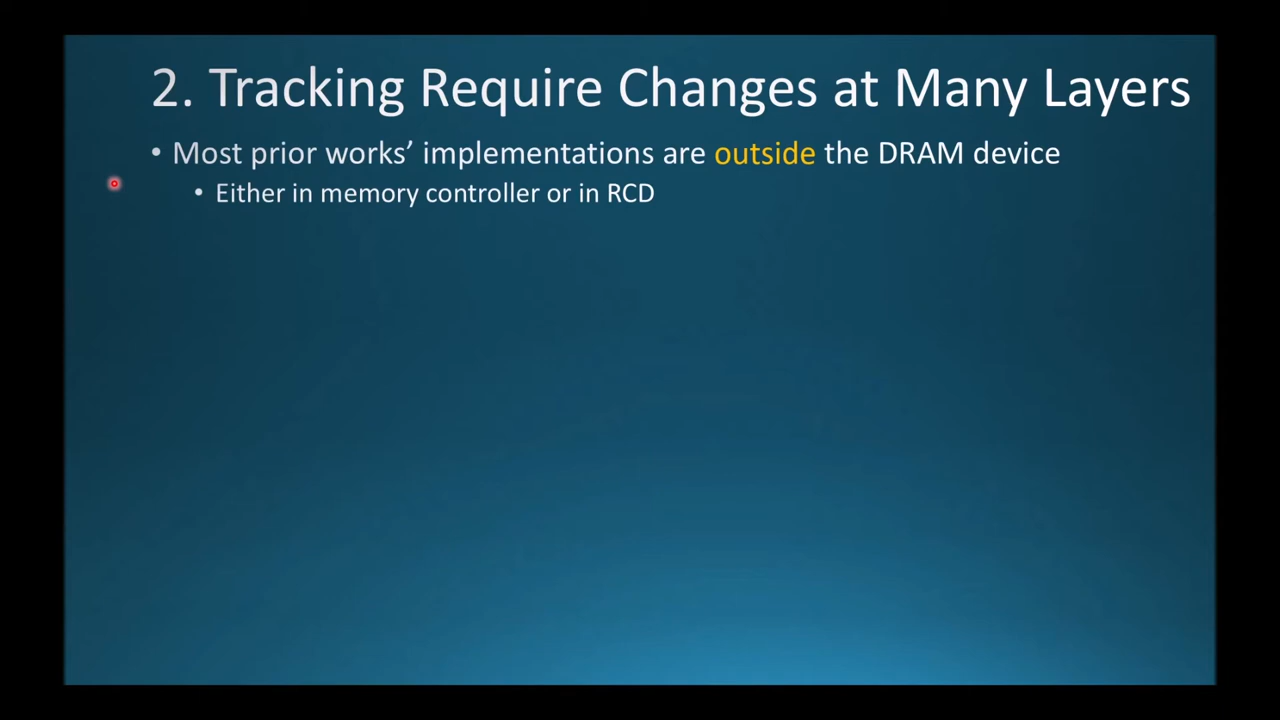 2. Tracking Require Changes at Many Layers
• Most prior works’ implementations are outside the DRAM device
• Either in memory controller or in RCD